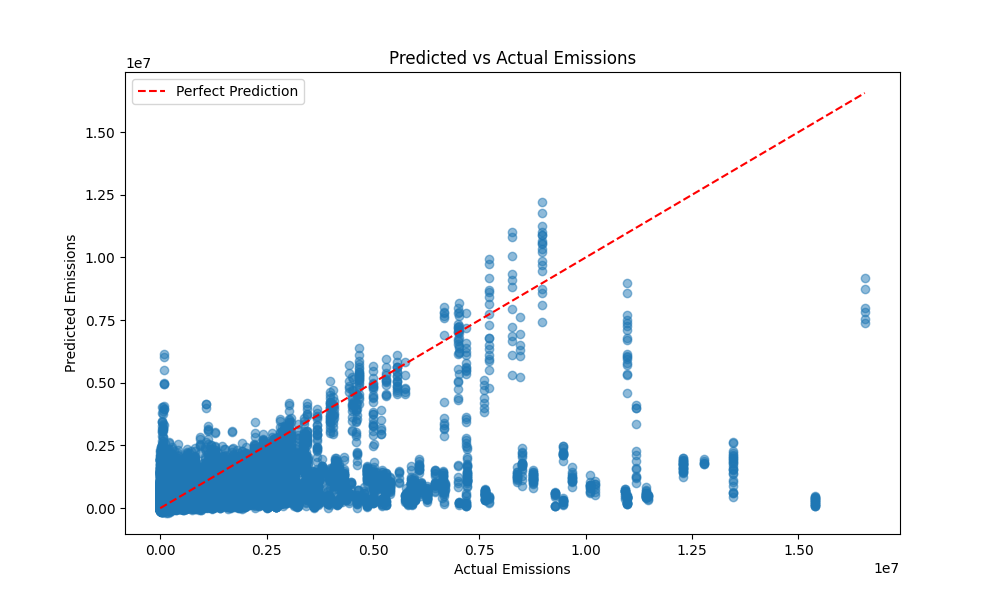 Predicted vs Actual Emissions
1e7
Perfect Prediction
1.50
1.25
1.00
0.75
0.50
0.25
0.00
Predicted Emissions
0.00 0.25 0.50 0.75 1.00 1.25 1.50
Actual Emissions
1e7